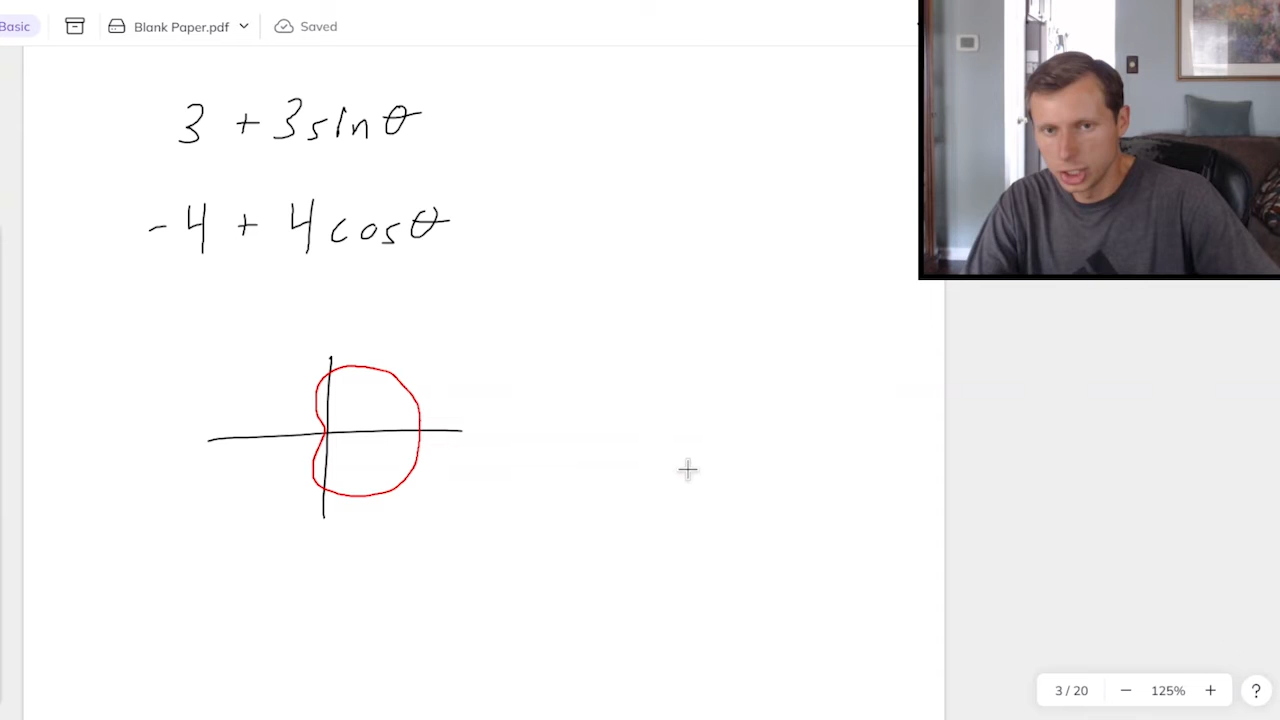 Basic Blank Paper.pdf Saved
3 + 3sinθ
-4 + 4cosθ
3 / 20 − 125% + ?